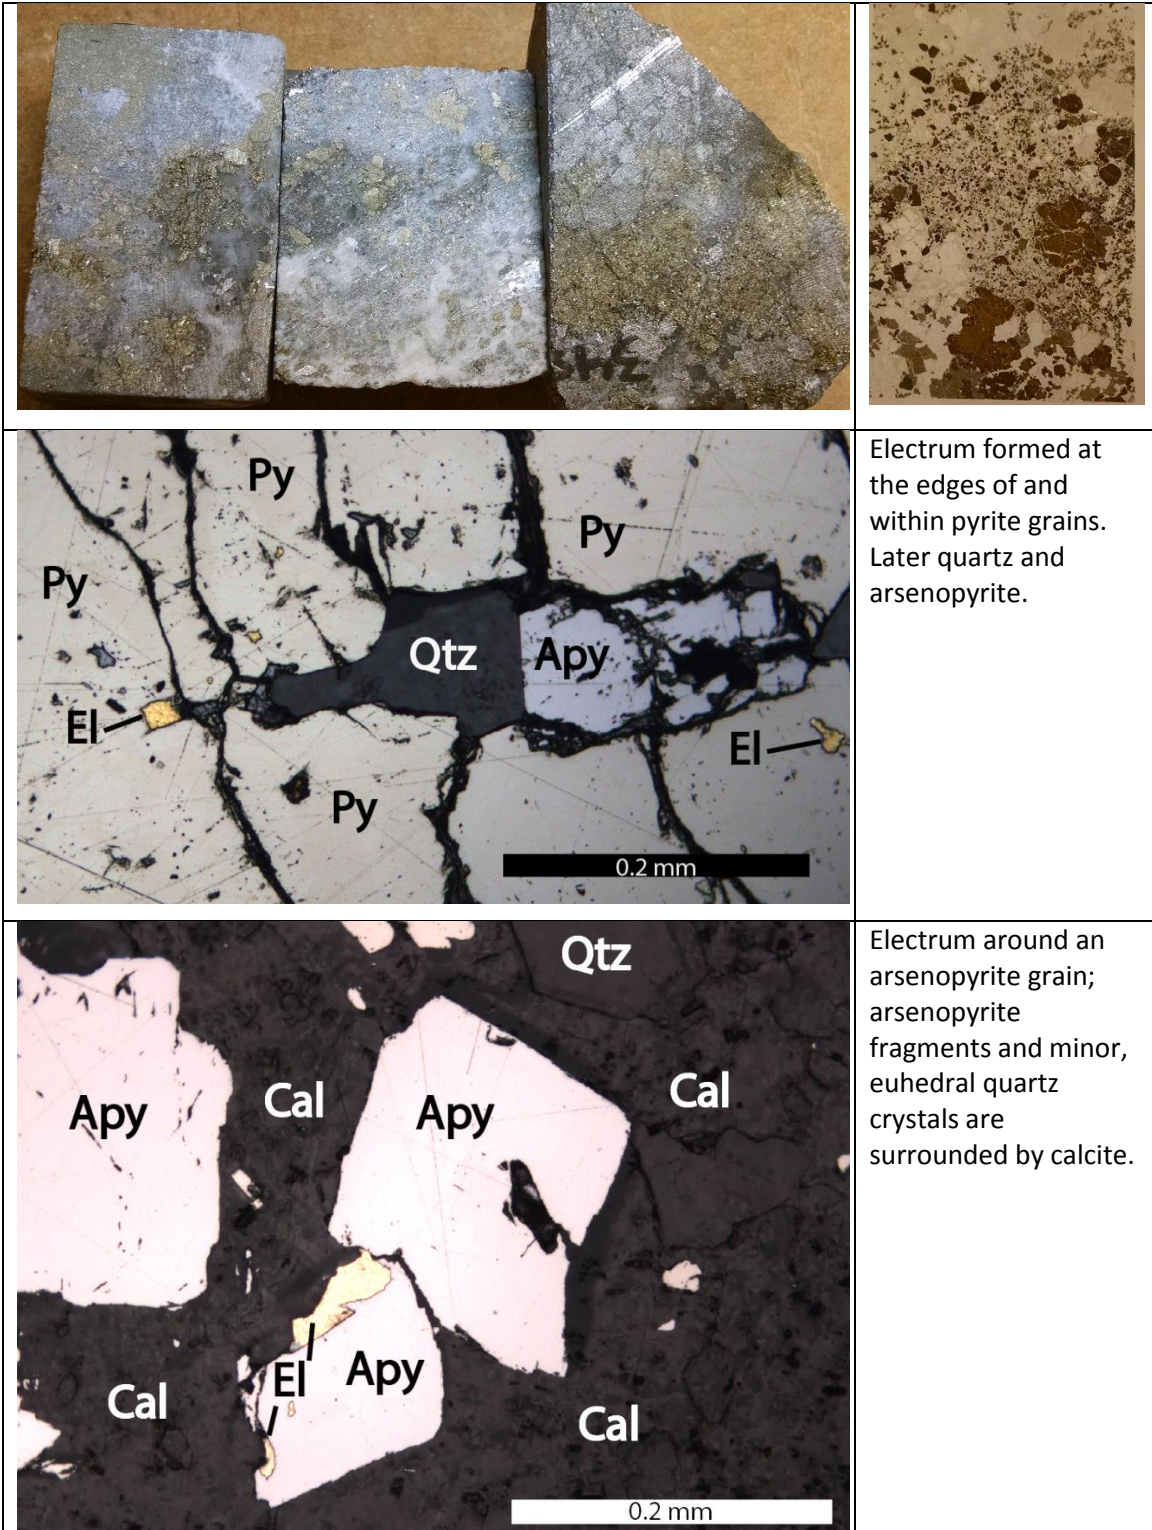 3HE
Py
Py
Py
Qtz
Apy
El
El
Py
0.2 mm
Electrum formed at
the edges of and
within pyrite grains.
Later quartz and
arsenopyrite.
Qtz
Cal
Cal
Apy
Apy
El
Apy
Cal
Cal
0.2 mm
Electrum around an
arsenopyrite grain;
arsenopyrite
fragments and minor,
euhedral quartz
crystals are
surrounded by calcite.